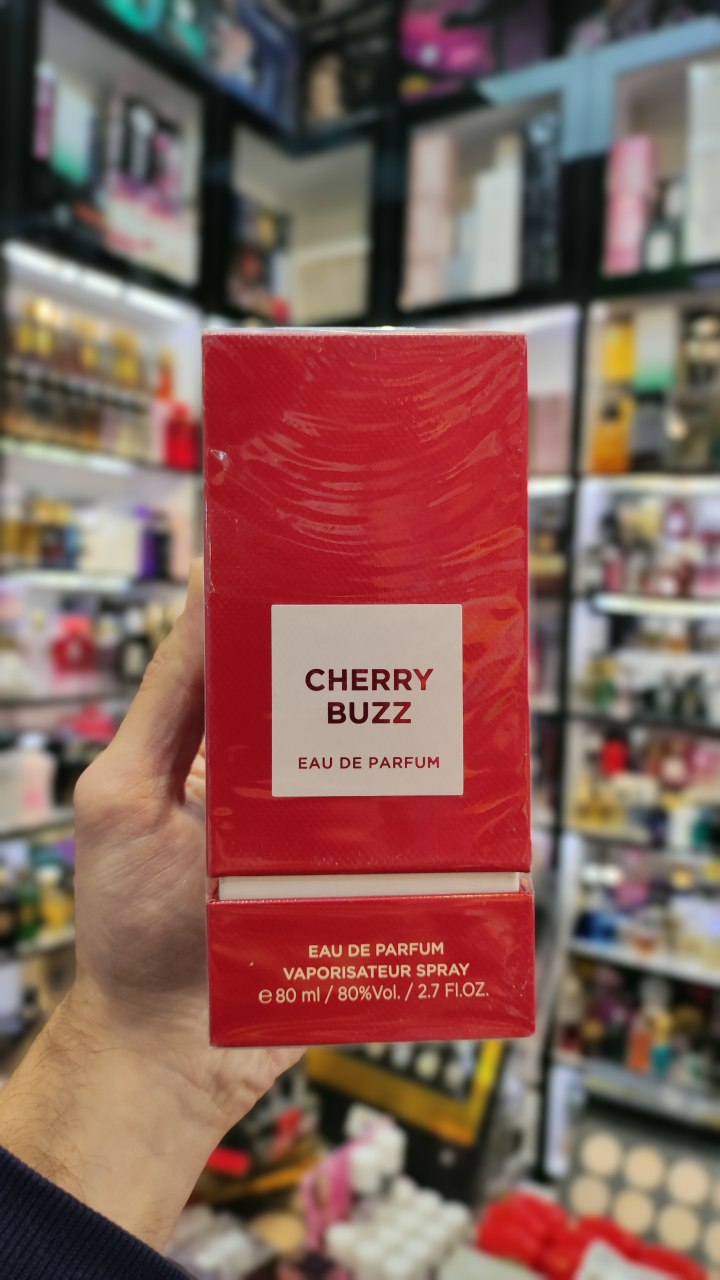 CHERRY
BUZZ
EAU DE PARFUM
EAU DE PARFUM
VAPORISATEUR SPRAY
℮ 80 ml / 80%Vol. / 2.7 Fl.OZ.